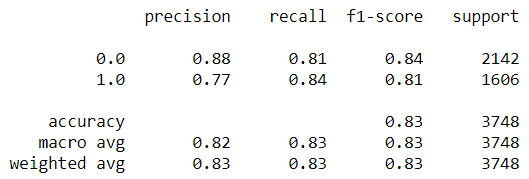 precision recall f1-score support
0.0 0.88 0.81 0.84 2142
1.0 0.77 0.84 0.81 1606
accuracy 0.83 3748
macro avg 0.82 0.83 0.83 3748
weighted avg 0.83 0.83 0.83 3748